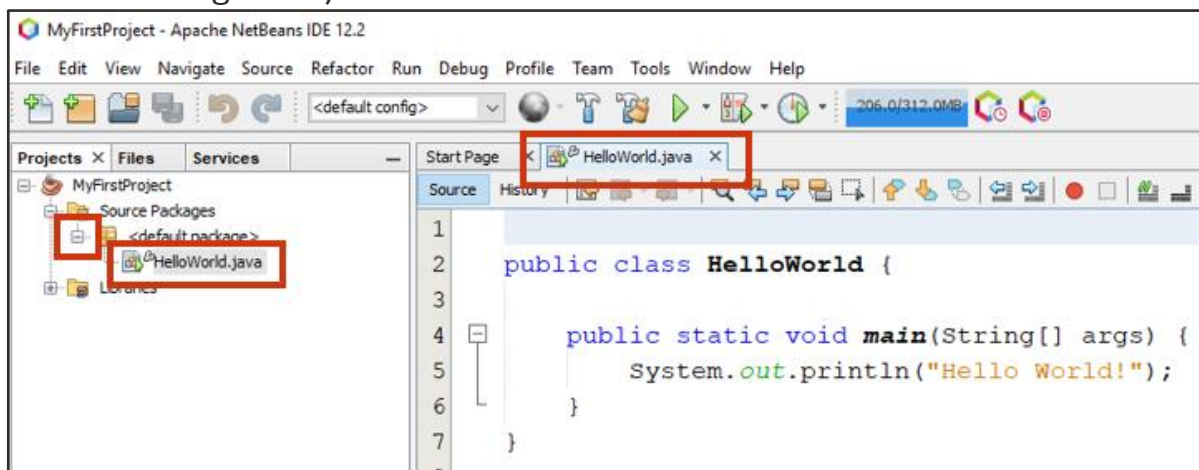 MyFirstProject - Apache NetBeans IDE 12.2
File Edit View Navigate Source Refactor Run Debug Profile Team Tools Window Help
<default config> 206.0/312.0MB
Projects Files Services
MyFirstProject
Source Packages
<default package>
HelloWorld.java
Libraries
Start Page HelloWorld.java
Source History
1
2 public class HelloWorld {
3
4 public static void main(String[] args) {
5 System.out.println("Hello World!");
6 }
7 }